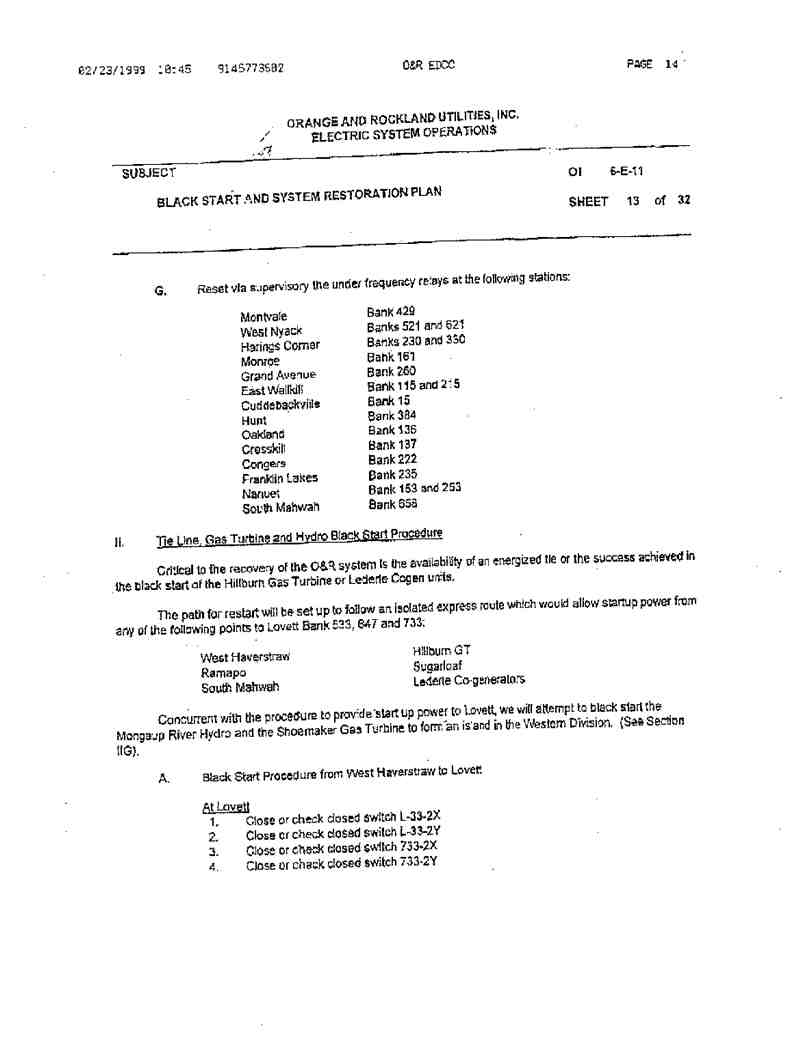 02/23/1999 10:45 9145773602 O&R EDCC PAGE 14
ORANGE AND ROCKLAND UTILITIES, INC.
ELECTRIC SYSTEM OPERATIONS
SUBJECT OI 6-E-11
BLACK START AND SYSTEM RESTORATION PLAN SHEET 13 of 32
G. Reset via supervisory the under frequency relays at the following stations:
Montvale Bank 429
West Nyack Banks 521 and 621
Harings Corner Banks 230 and 330
Monroe Bank 161
Grand Avenue Bank 260
East Wallkill Bank 115 and 215
Cuddebackville Bank 15
Hunt Bank 384
Oakland Bank 136
Cresskill Bank 137
Congers Bank 222
Franklin Lakes Bank 235
Nanuet Bank 153 and 253
South Mahwah Bank 658
II. Tie Line, Gas Turbine and Hydro Black Start Procedure
Critical to the recovery of the O&R system is the availability of an energized tie or the success achieved in
the black start of the Hillburn Gas Turbine or Lederle Cogen units.
The path for restart will be set up to follow an isolated express route which would allow startup power from
any of the following points to Lovett Bank 533, 647 and 733:
West Haverstraw Hillburn GT
Ramapo Sugarloaf
South Mahwah Lederle Co-generators
Concurrent with the procedure to provide start up power to Lovett, we will attempt to black start the
Mongaup River Hydro and the Shoemaker Gas Turbine to form an island in the Western Division. (See Section
IIG).
A. Black Start Procedure from West Haverstraw to Lovett
At Lovett
1. Close or check closed switch L-33-2X
2. Close or check closed switch L-33-2Y
3. Close or check closed switch 733-2X
4. Close or check closed switch 733-2Y